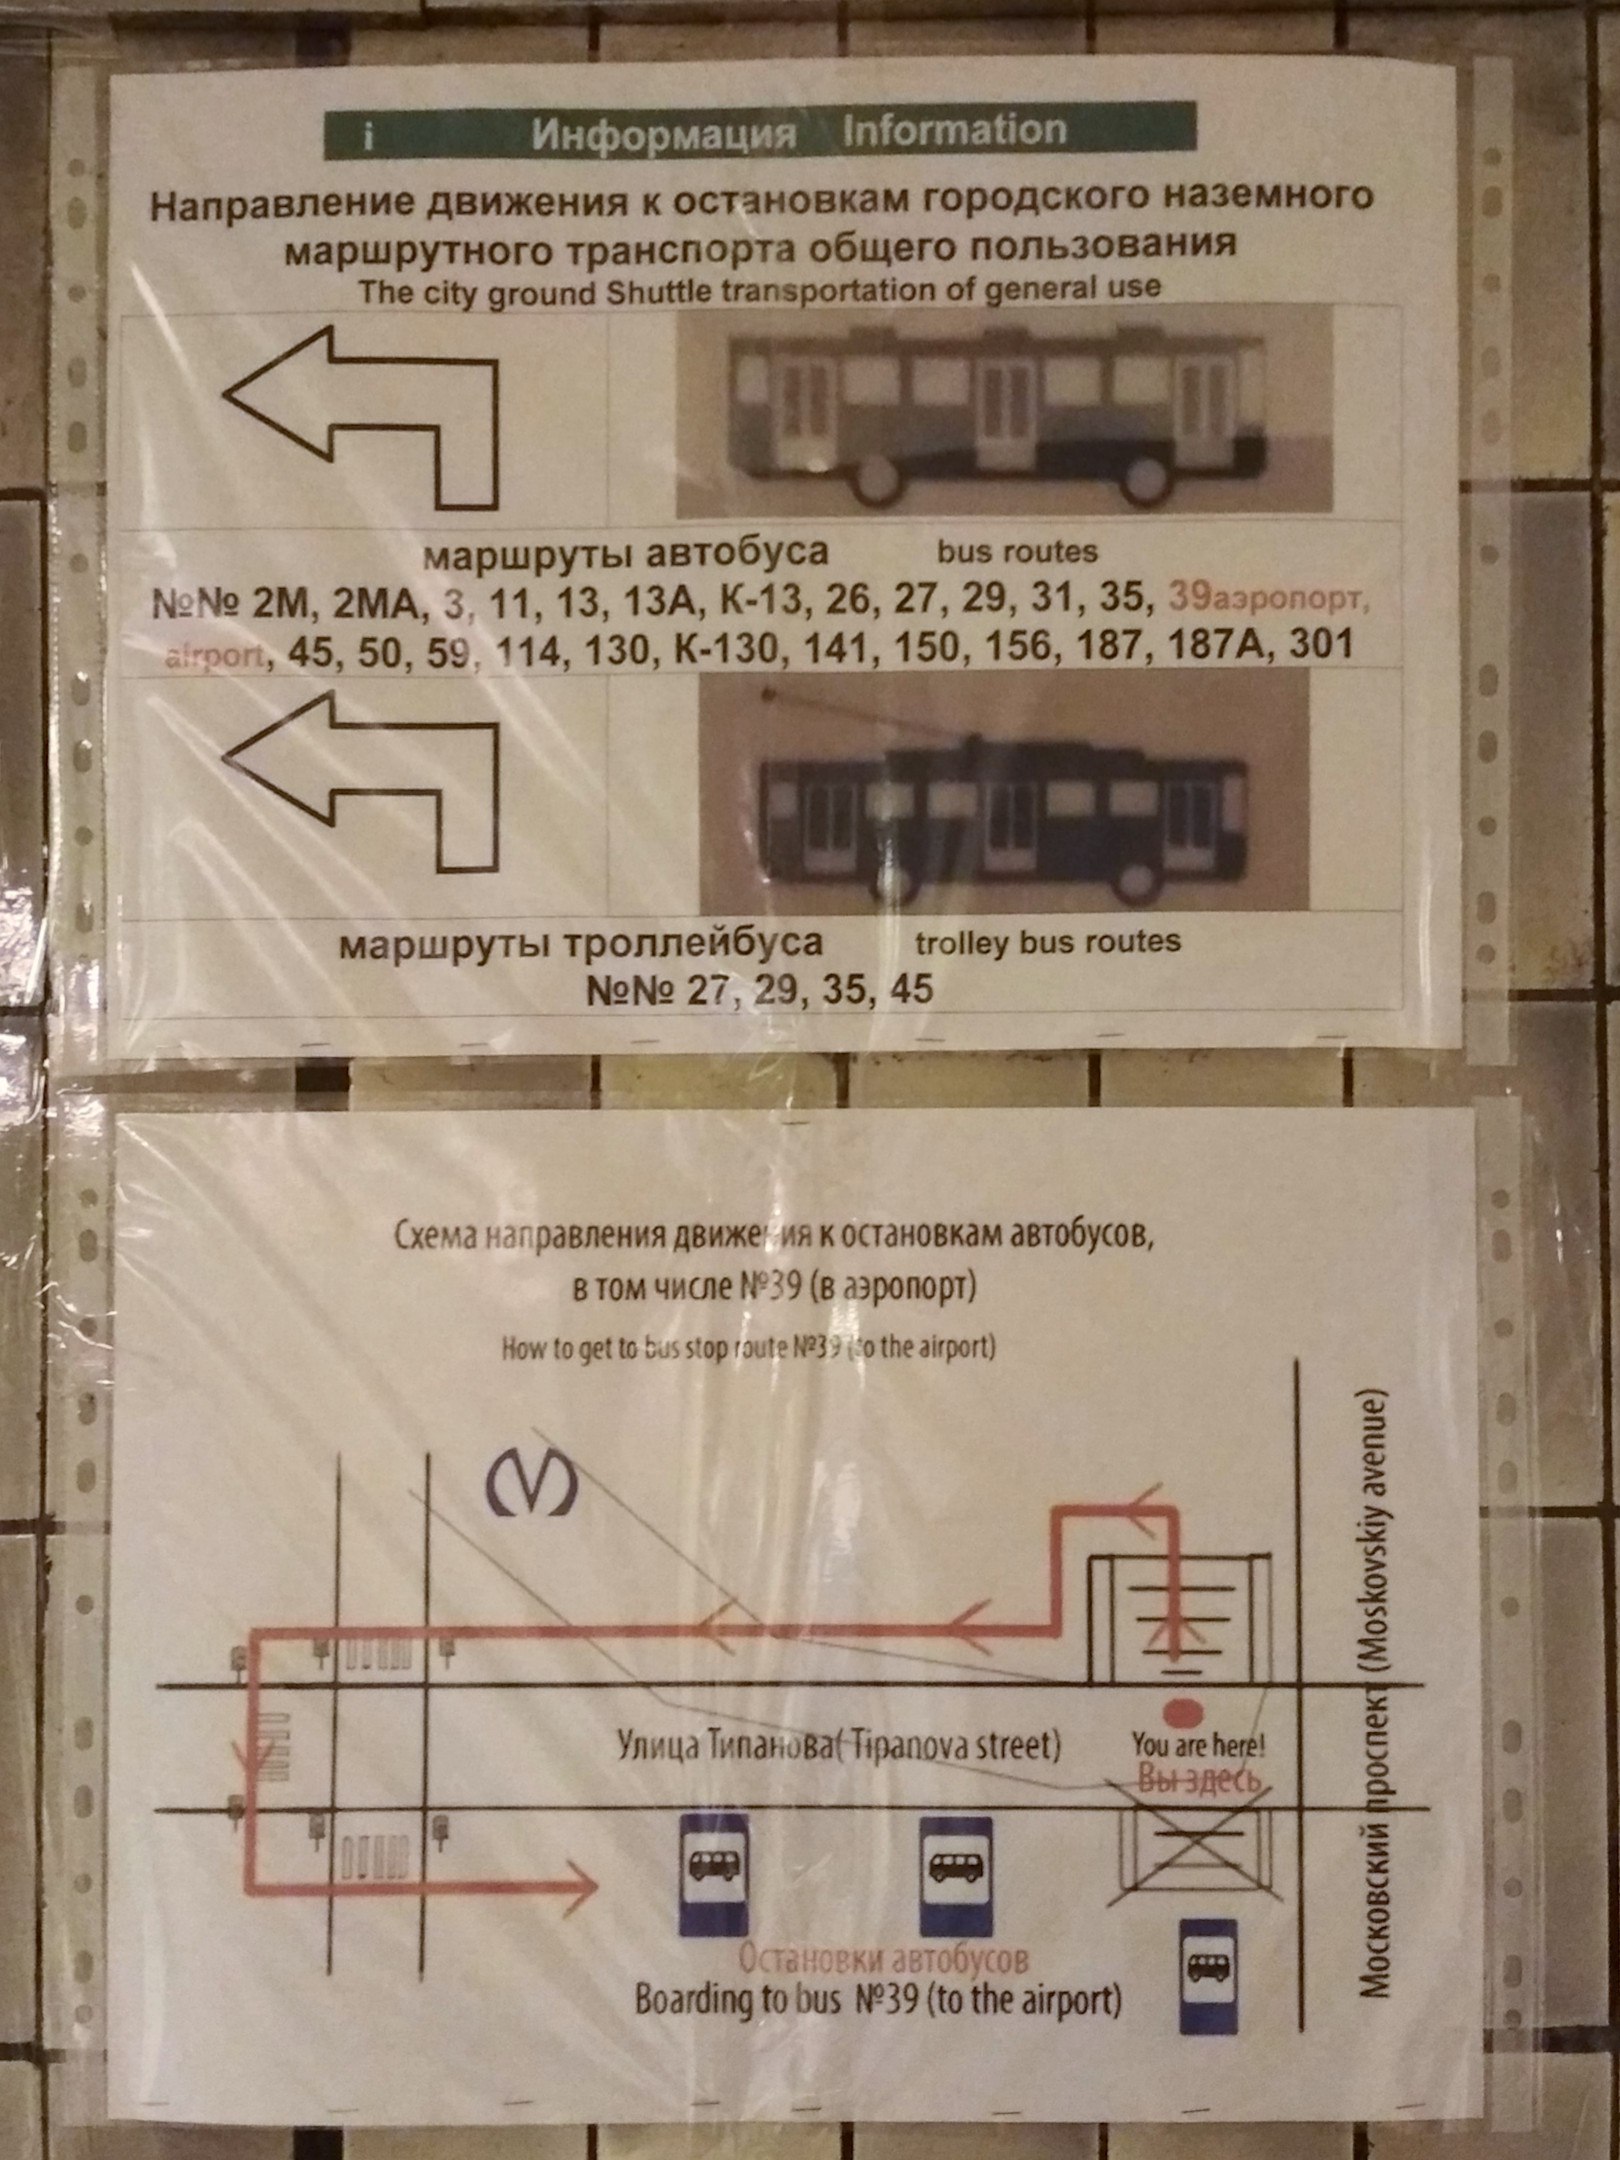 i Информация Information
Направление движения к остановкам городского наземного
маршрутного транспорта общего пользования
The city ground Shuttle transportation of general use
маршруты автобуса bus routes
№№ 2М, 2МА, 3, 11, 13, 13А, К-13, 26, 27, 29, 31, 35, 39аэропорт,
airport, 45, 50, 59, 114, 130, К-130, 141, 150, 156, 187, 187А, 301
маршруты троллейбуса trolley bus routes
№№ 27, 29, 35, 45
Схема направления движения к остановкам автобусов,
в том числе №39 (в аэропорт)
How to get to bus stop route №39 (to the airport)
Московский проспект (Moskovskiy avenue)
Улица Типанова( Tipanova street)
You are here!
Вы здесь
Остановки автобусов
Boarding to bus №39 (to the airport)